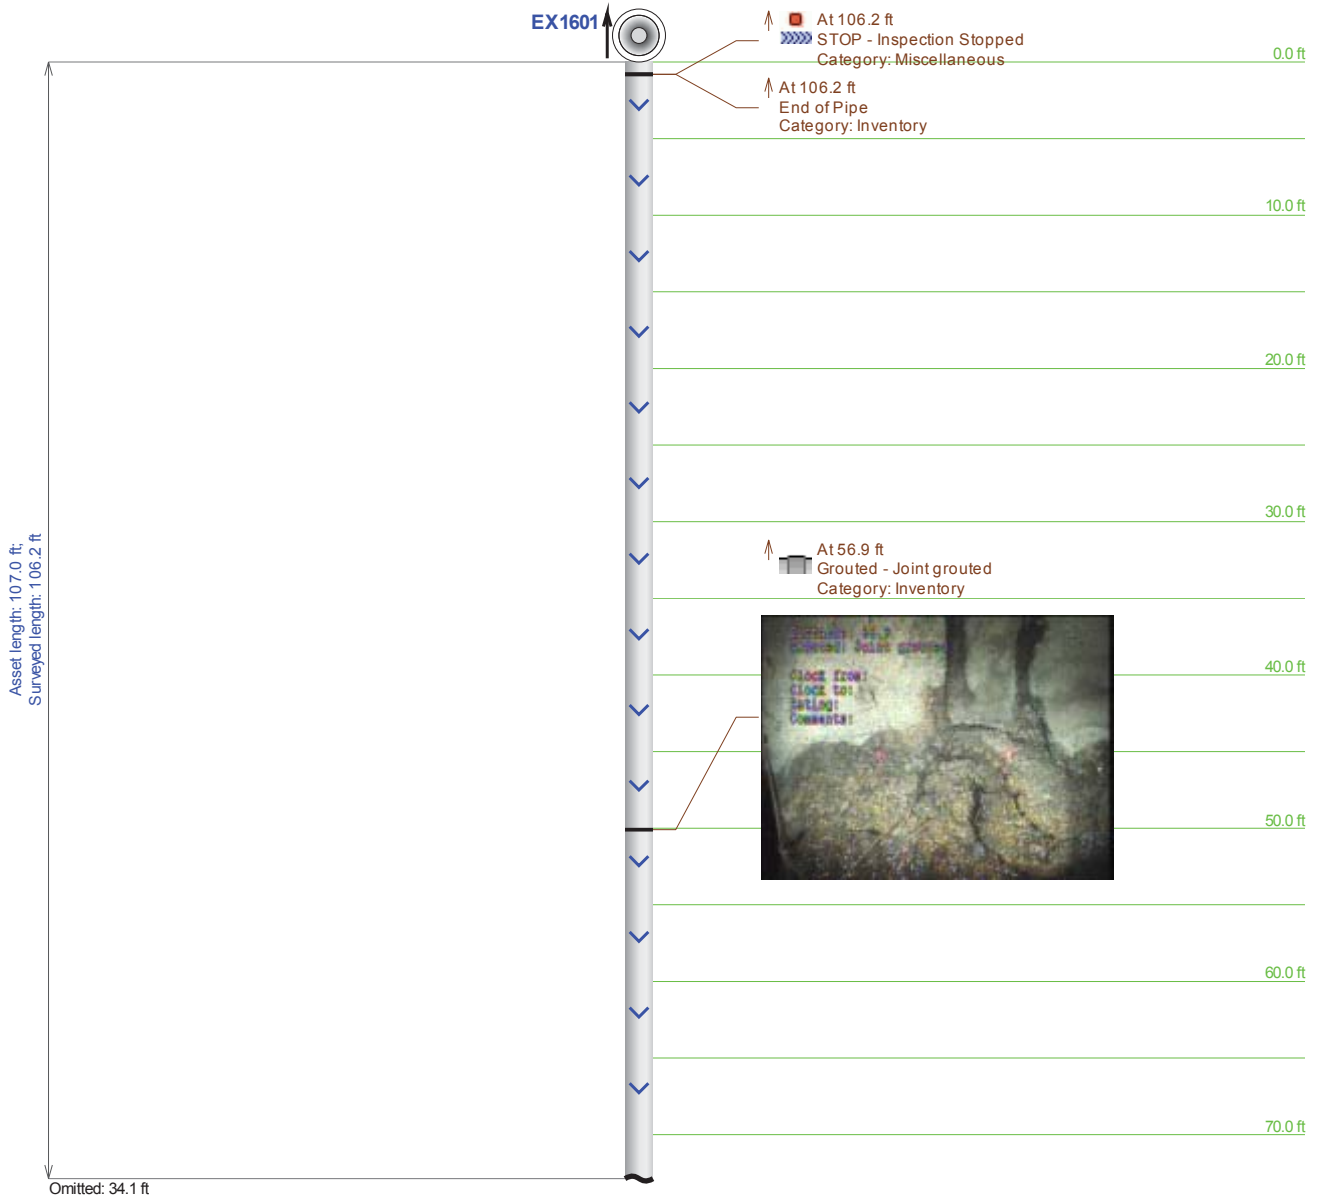 EX1601
At 106.2 ft
STOP - Inspection Stopped
Category: Miscellaneous
0.0 ft
At 106.2 ft
End of Pipe
Category: Inventory
10.0 ft
20.0 ft
30.0 ft
Asset length: 107.0 ft;
Surveyed length: 106.2 ft
At 56.9 ft
Grouted - Joint grouted
Category: Inventory
Joint
Clock from:
Clock to:
Rating:
Comments:
40.0 ft
50.0 ft
60.0 ft
70.0 ft
Omitted: 34.1 ft